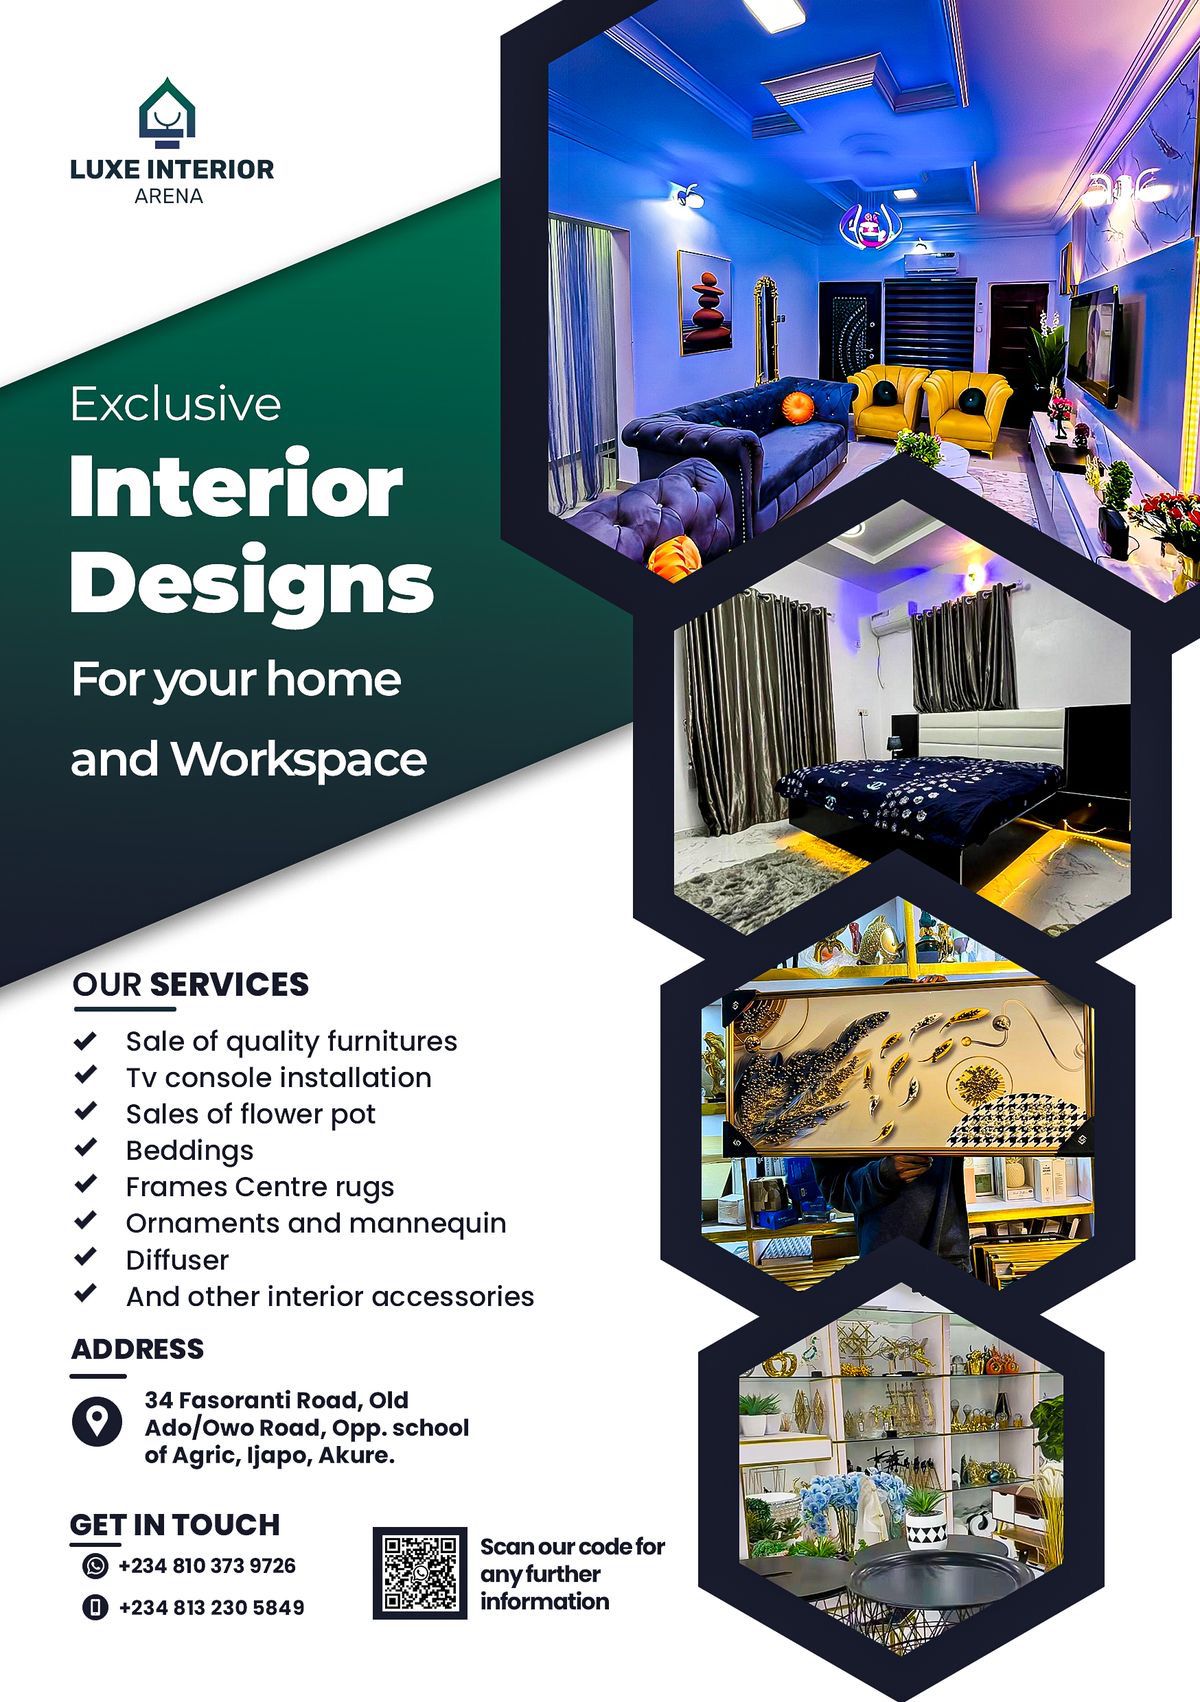 LUXE INTERIOR
ARENA
Exclusive
Interior
Designs
For your home
and Workspace
OUR SERVICES
Sale of quality furnitures
Tv console installation
Sales of flower pot
Beddings
Frames Centre rugs
Ornaments and mannequin
Diffuser
And other interior accessories
ADDRESS
34 Fasoranti Road, Old
Ado/Owo Road, Opp. school
of Agric, Ijapo, Akure.
GET IN TOUCH
+234 810 373 9726
+234 813 230 5849
Scan our code for
any further
information